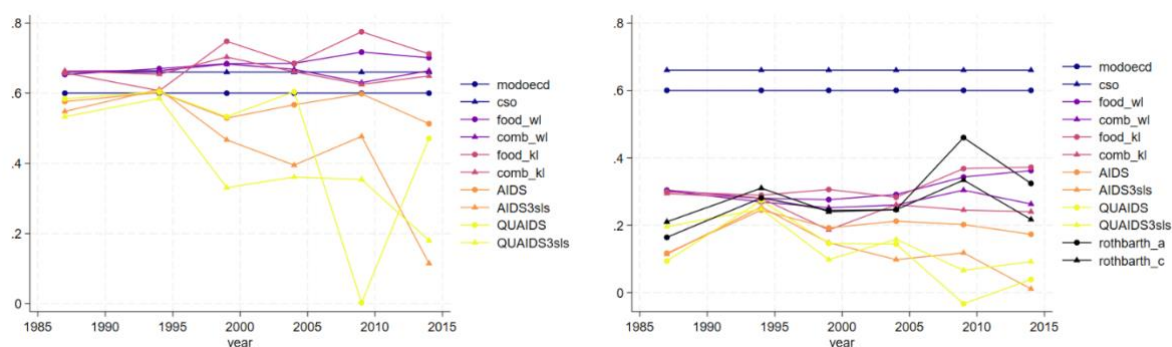 .8
.6
.4
.2
0
1985 1990 1995 2000 2005 2010 2015
year
modoecd
cso
food_wl
comb_wl
food_kl
comb_kl
AIDS
AIDS3sls
QUAIDS
QUAIDS3sls
.8
.6
.4
.2
0
1985 1990 1995 2000 2005 2010 2015
year
modoecd
cso
food_wl
comb_wl
food_kl
comb_kl
AIDS
AIDS3sls
QUAIDS
QUAIDS3sls
rothbarth_a
rothbarth_c